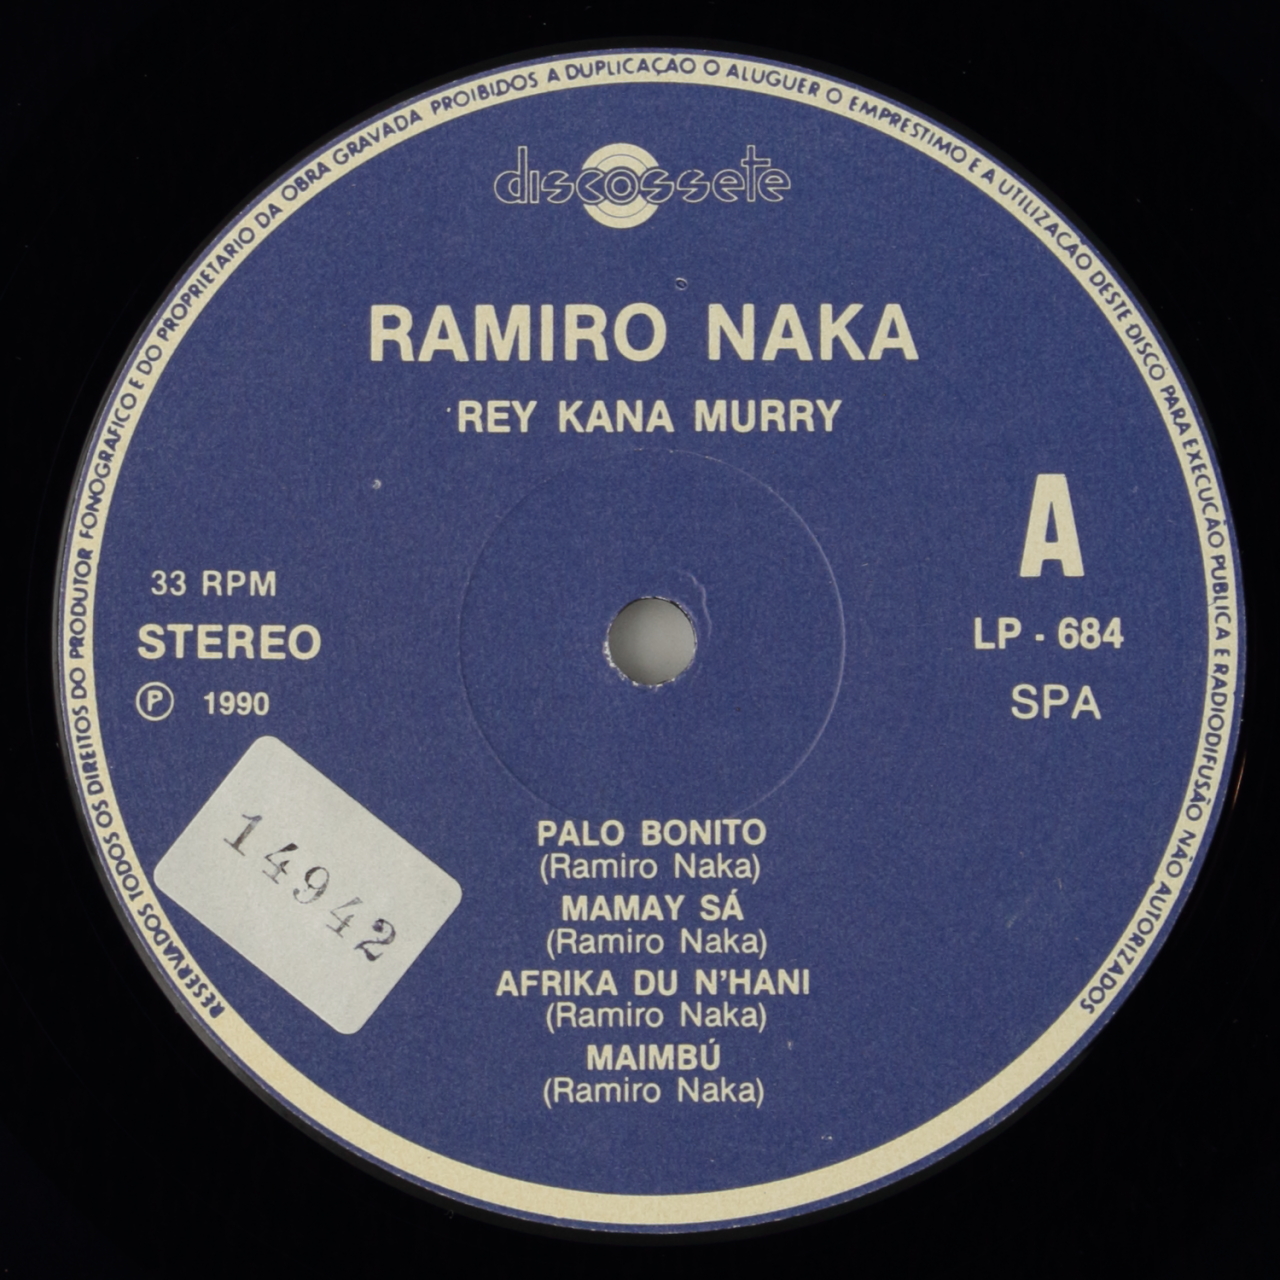 RESERVADOS TODOS OS DIREITOS DO PRODUTOR FONOGRAFICO E DO PROPRIETARIO DA OBRA GRAVADA PROIBIDOS A DUPLICAÇÃO O ALUGUER O EMPRESTIMO E A UTILIZACAO DESTE DISCO PARA EXECUCÃO PUBLICA E RADIODIFUSÃO NÃO AUTORIZADOS
discossete
RAMIRO NAKA
REY KANA MURRY
A
33 RPM
STEREO
℗ 1990
LP - 684
SPA
14942
PALO BONITO
(Ramiro Naka)
MAMAY SÁ
(Ramiro Naka)
AFRIKA DU N'HANI
(Ramiro Naka)
MAIMBÚ
(Ramiro Naka)